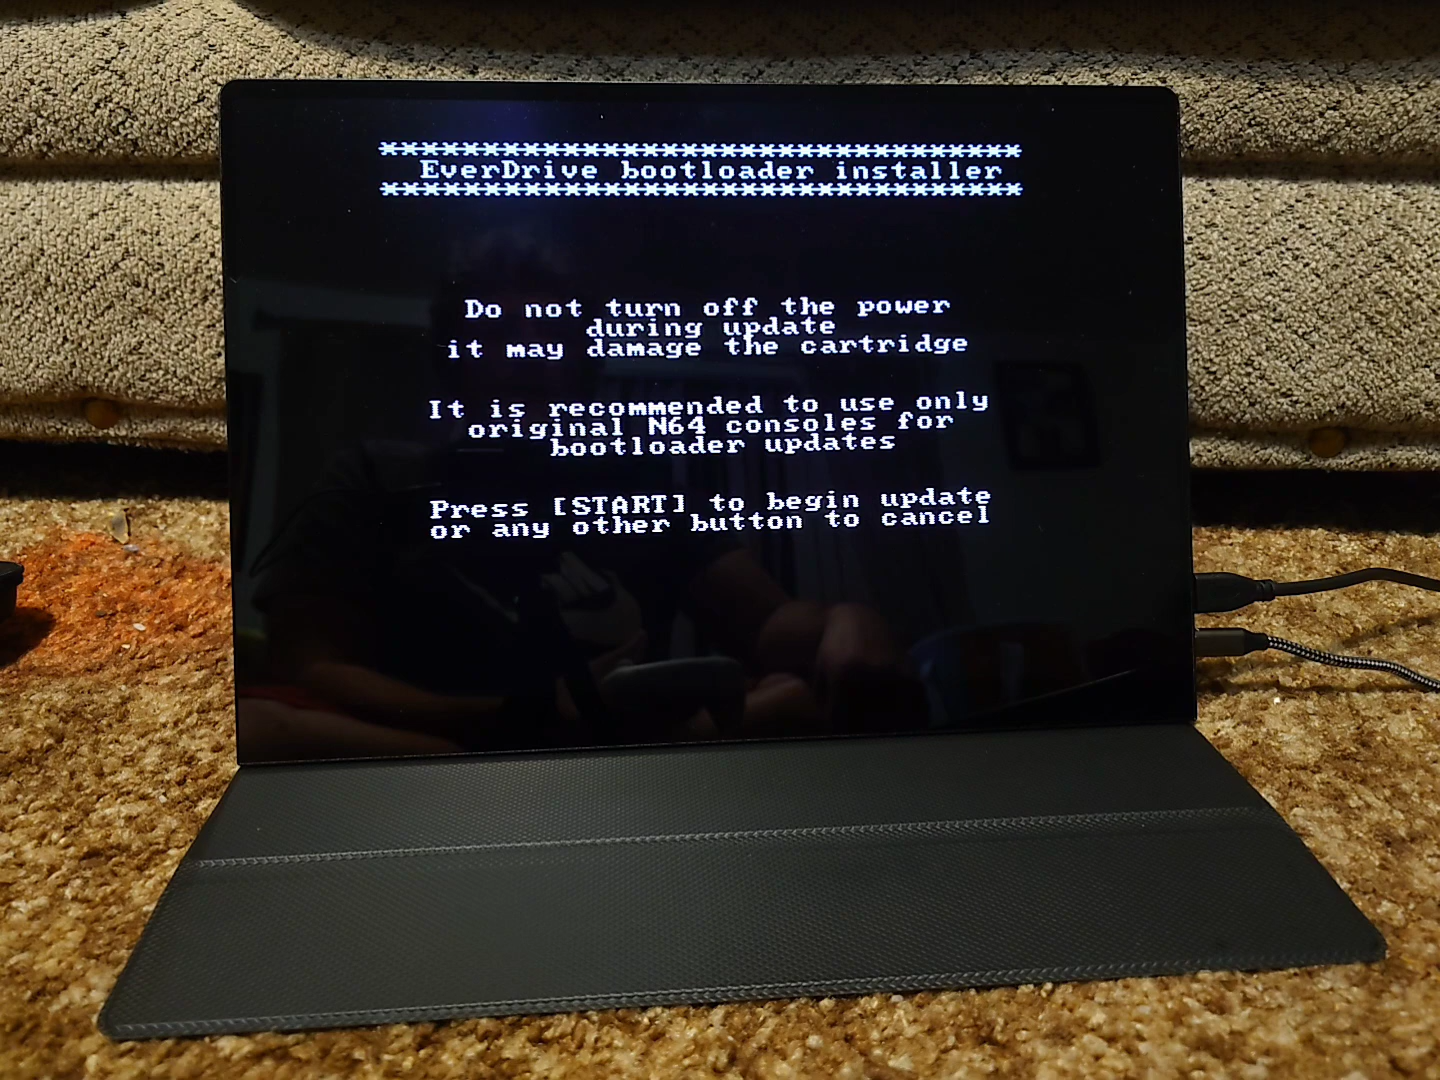 ********************************
EverDrive bootloader installer
********************************
Do not turn off the power
during update
it may damage the cartridge
It is recommended to use only
original N64 consoles for
bootloader updates
Press [START] to begin update
or any other button to cancel